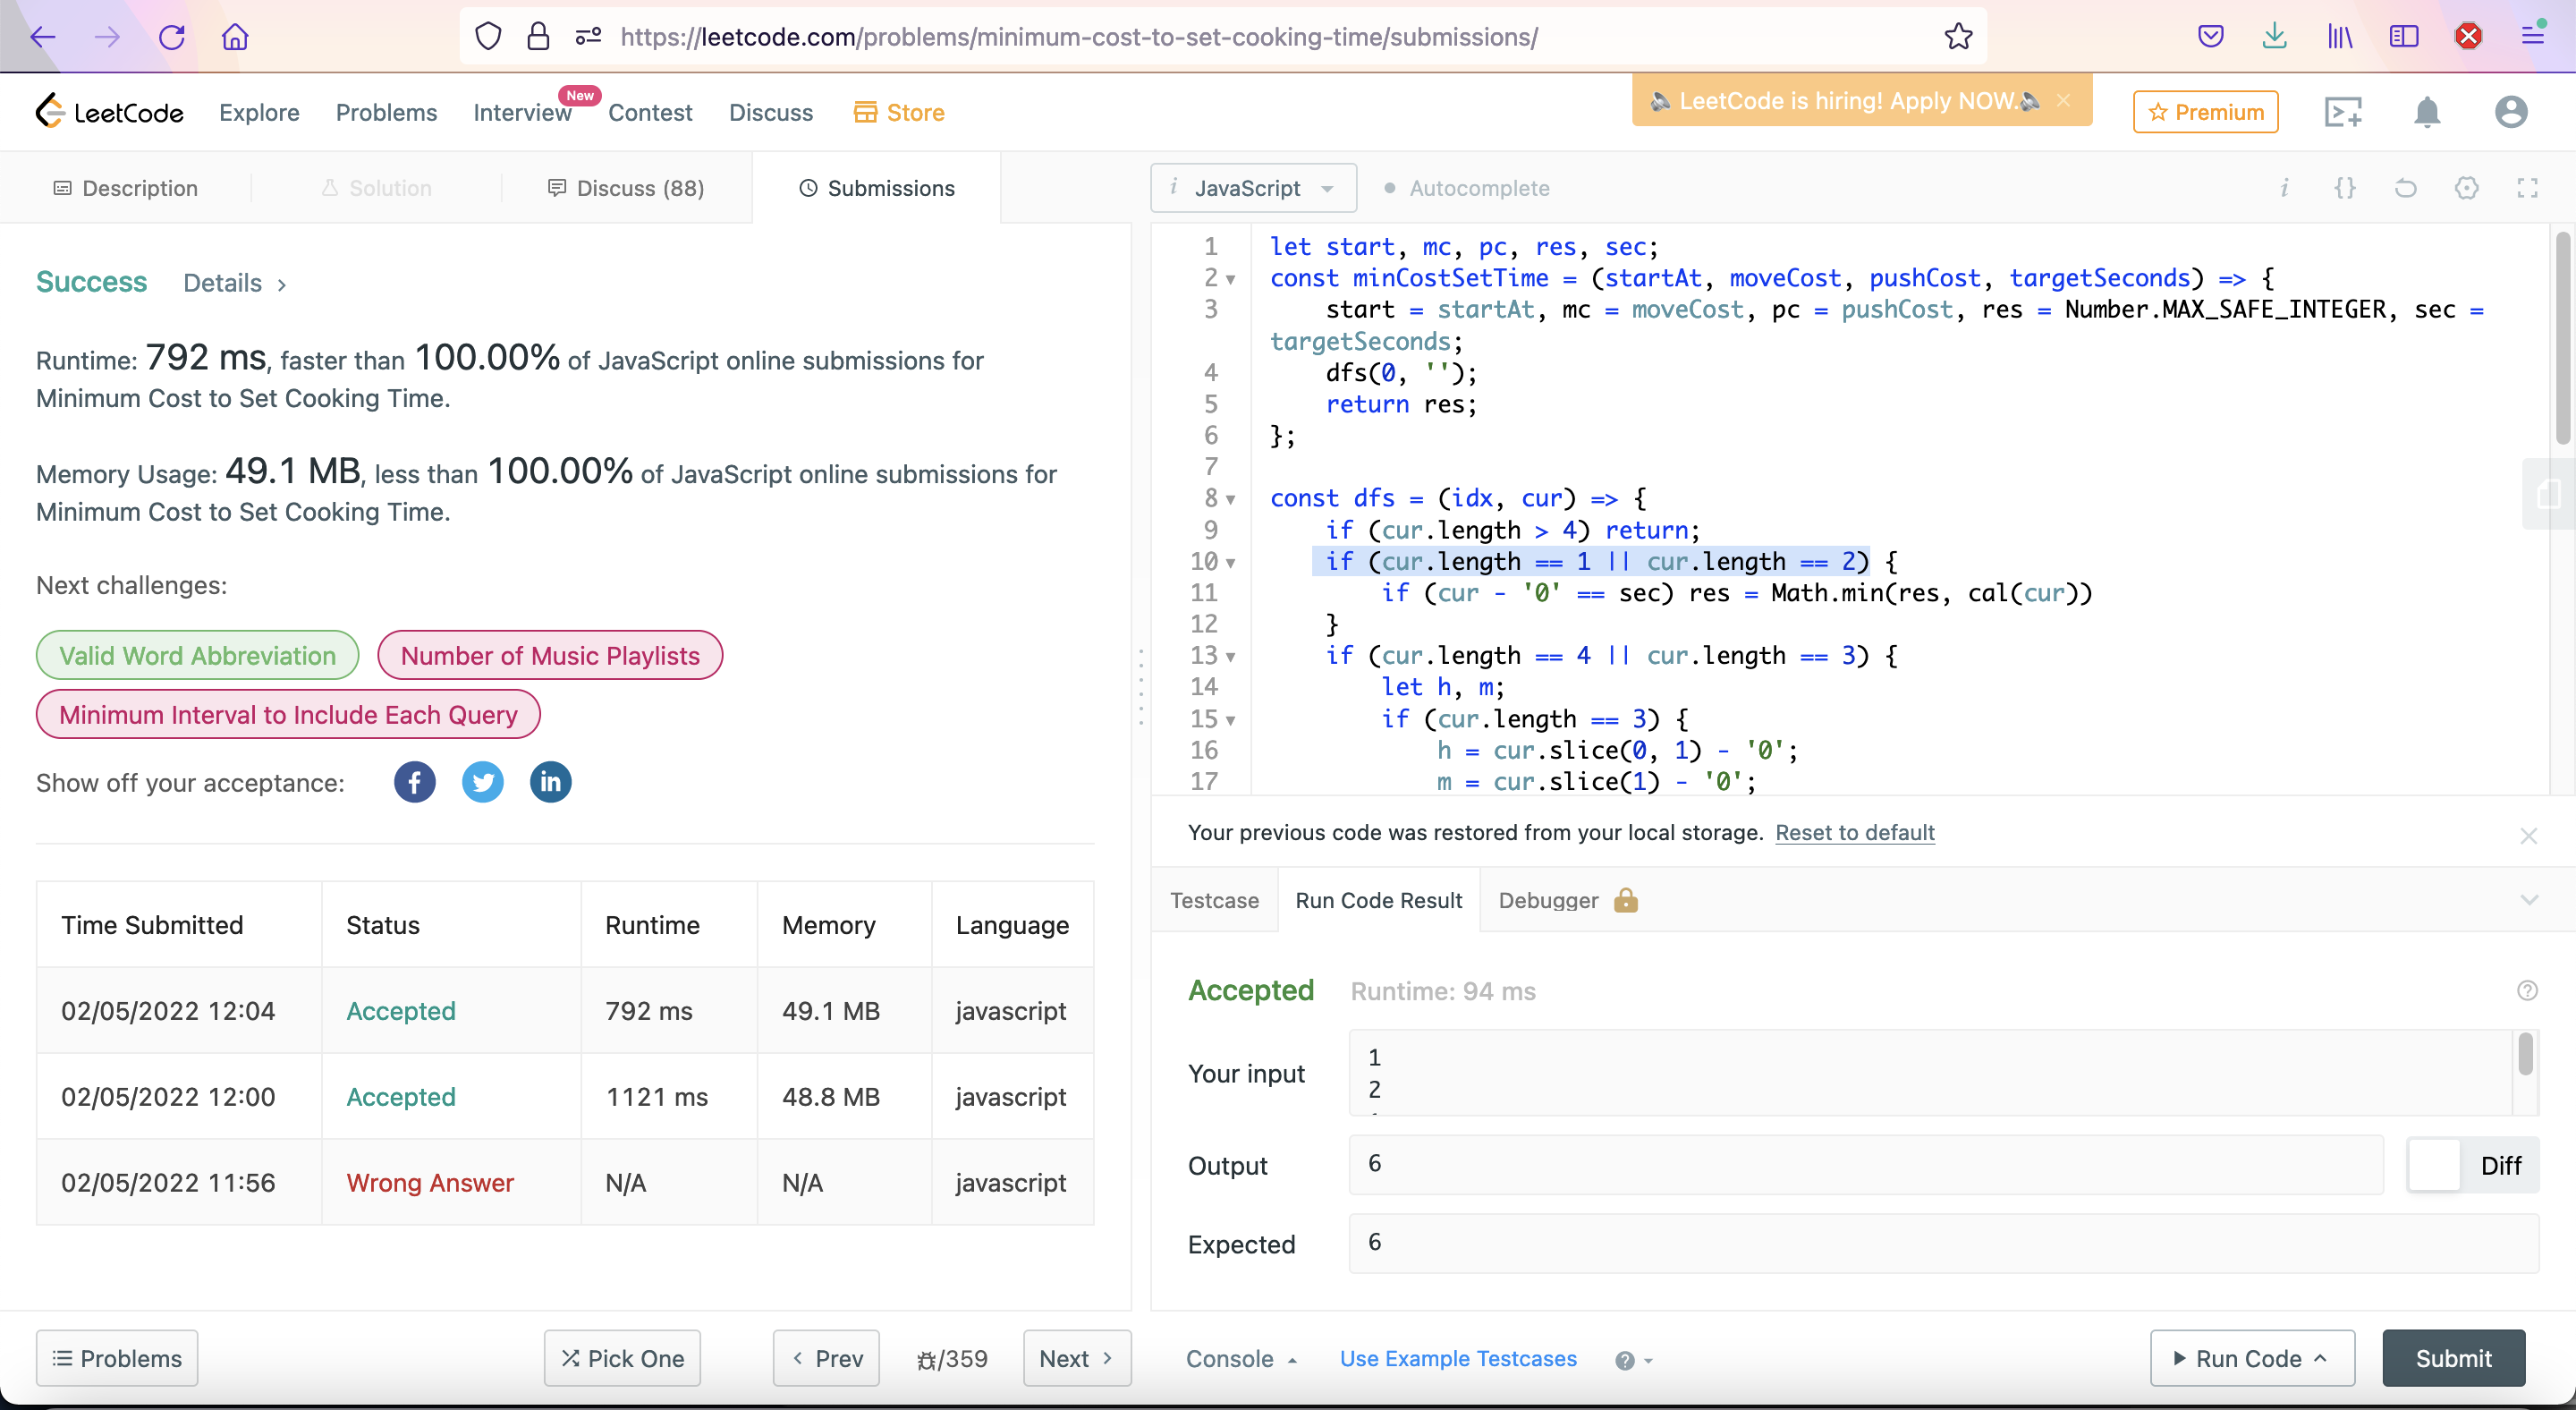 https://leetcode.com/problems/minimum-cost-to-set-cooking-time/submissions/
LeetCode Explore Problems Interview New Contest Discuss Store
LeetCode is hiring! Apply NOW.
Premium
Description Solution Discuss (88) Submissions
i JavaScript Autocomplete i {}
Success Details >
Runtime: 792 ms, faster than 100.00% of JavaScript online submissions for
Minimum Cost to Set Cooking Time.
Memory Usage: 49.1 MB, less than 100.00% of JavaScript online submissions for
Minimum Cost to Set Cooking Time.
Next challenges:
Valid Word Abbreviation Number of Music Playlists
Minimum Interval to Include Each Query
Show off your acceptance:
Time Submitted Status Runtime Memory Language
02/05/2022 12:04 Accepted 792 ms 49.1 MB javascript
02/05/2022 12:00 Accepted 1121 ms 48.8 MB javascript
02/05/2022 11:56 Wrong Answer N/A N/A javascript
Problems Pick One < Prev /359 Next >
1 let start, mc, pc, res, sec;
2 const minCostSetTime = (startAt, moveCost, pushCost, targetSeconds) => {
3 start = startAt, mc = moveCost, pc = pushCost, res = Number.MAX_SAFE_INTEGER, sec =
targetSeconds;
4 dfs(0, '');
5 return res;
6 };
7
8 const dfs = (idx, cur) => {
9 if (cur.length > 4) return;
10 if (cur.length == 1 || cur.length == 2) {
11 if (cur - '0' == sec) res = Math.min(res, cal(cur))
12 }
13 if (cur.length == 4 || cur.length == 3) {
14 let h, m;
15 if (cur.length == 3) {
16 h = cur.slice(0, 1) - '0';
17 m = cur.slice(1) - '0';
Your previous code was restored from your local storage. Reset to default
Testcase Run Code Result Debugger
Accepted Runtime: 94 ms
Your input
1
2
Output 6 Diff
Expected 6
Console Use Example Testcases Run Code Submit